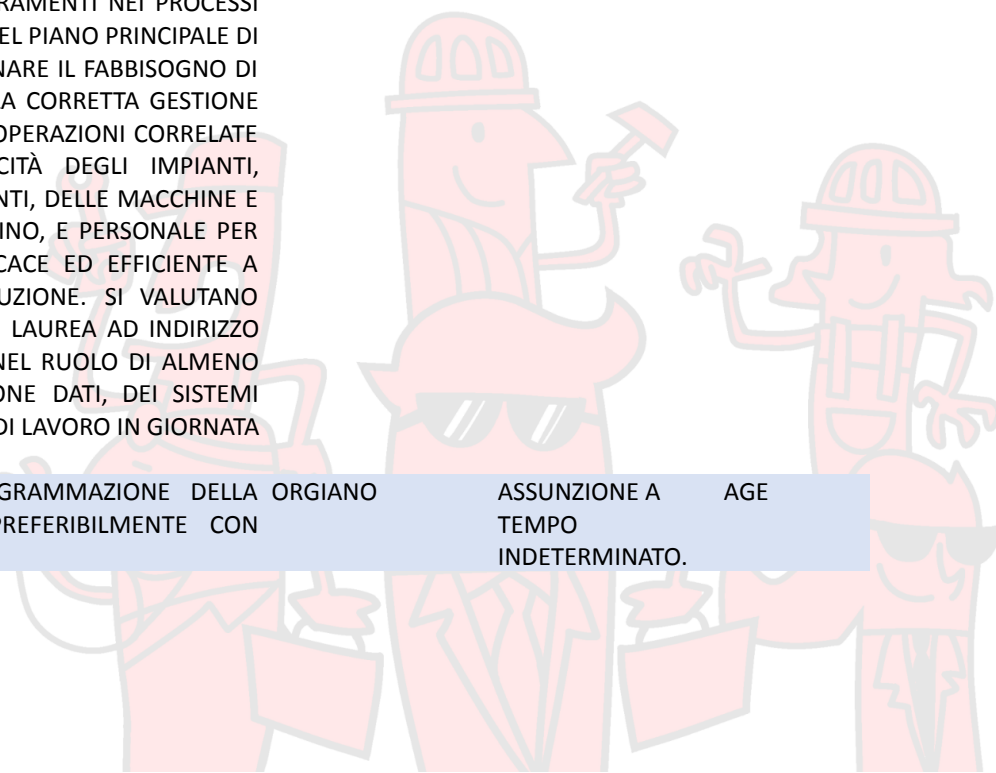 RAMENTI NEI PROCESSI
EL PIANO PRINCIPALE DI
NARE IL FABBISOGNO DI
A CORRETTA GESTIONE
OPERAZIONI CORRELATE
CITÀ DEGLI IMPIANTI,
NTI, DELLE MACCHINE E
INO, E PERSONALE PER
CACE ED EFFICIENTE A
UZIONE. SI VALUTANO
LAUREA AD INDIRIZZO
NEL RUOLO DI ALMENO
ONE DATI, DEI SISTEMI
DI LAVORO IN GIORNATA
GRAMMAZIONE DELLA ORGIANO ASSUNZIONE A AGE
PREFERIBILMENTE CON TEMPO
INDETERMINATO.